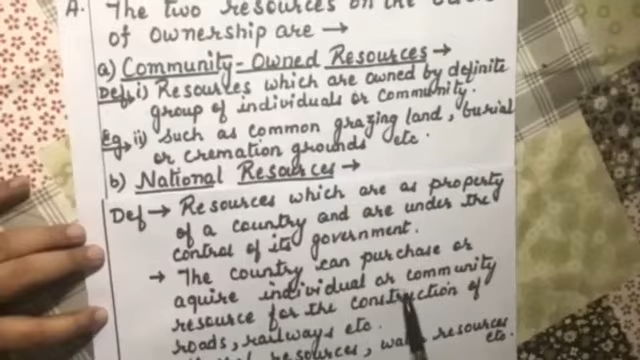 A. The two resources on the
of ownership are →
a) Community-Owned Resources →
Def, i) Resources which are owned by definite
group of individuals or community.
Eg, ii) Such as common grazing land, burial
or cremation grounds etc.
b) National Resources →
Def → Resources which are as property
of a country and are under the
control of its government.
→ The country can purchase or
aquire individual or community
resource for the construction of
roads, railways etc.
resources, resources
etc.